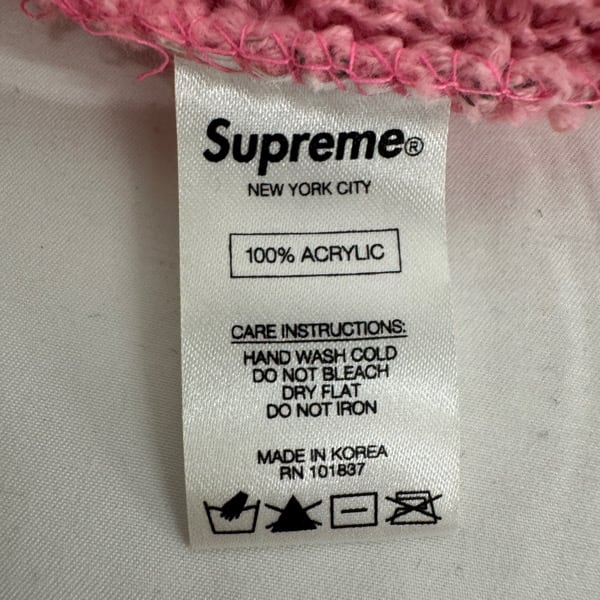 Supreme®
NEW YORK CITY
100% ACRYLIC
CARE INSTRUCTIONS:
HAND WASH COLD
DO NOT BLEACH
DRY FLAT
DO NOT IRON
MADE IN KOREA
RN 101837